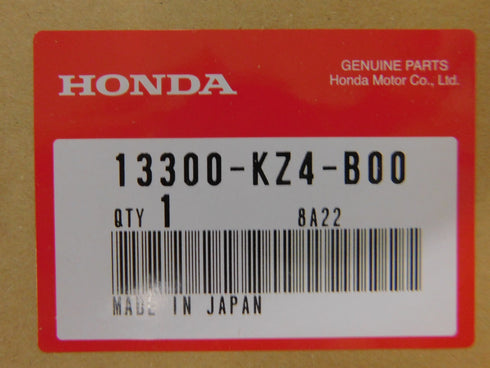 HONDA
GENUINE PARTS
Honda Motor Co., Ltd.
13300-KZ4-B00
QTY 1
8A22
MADE IN JAPAN